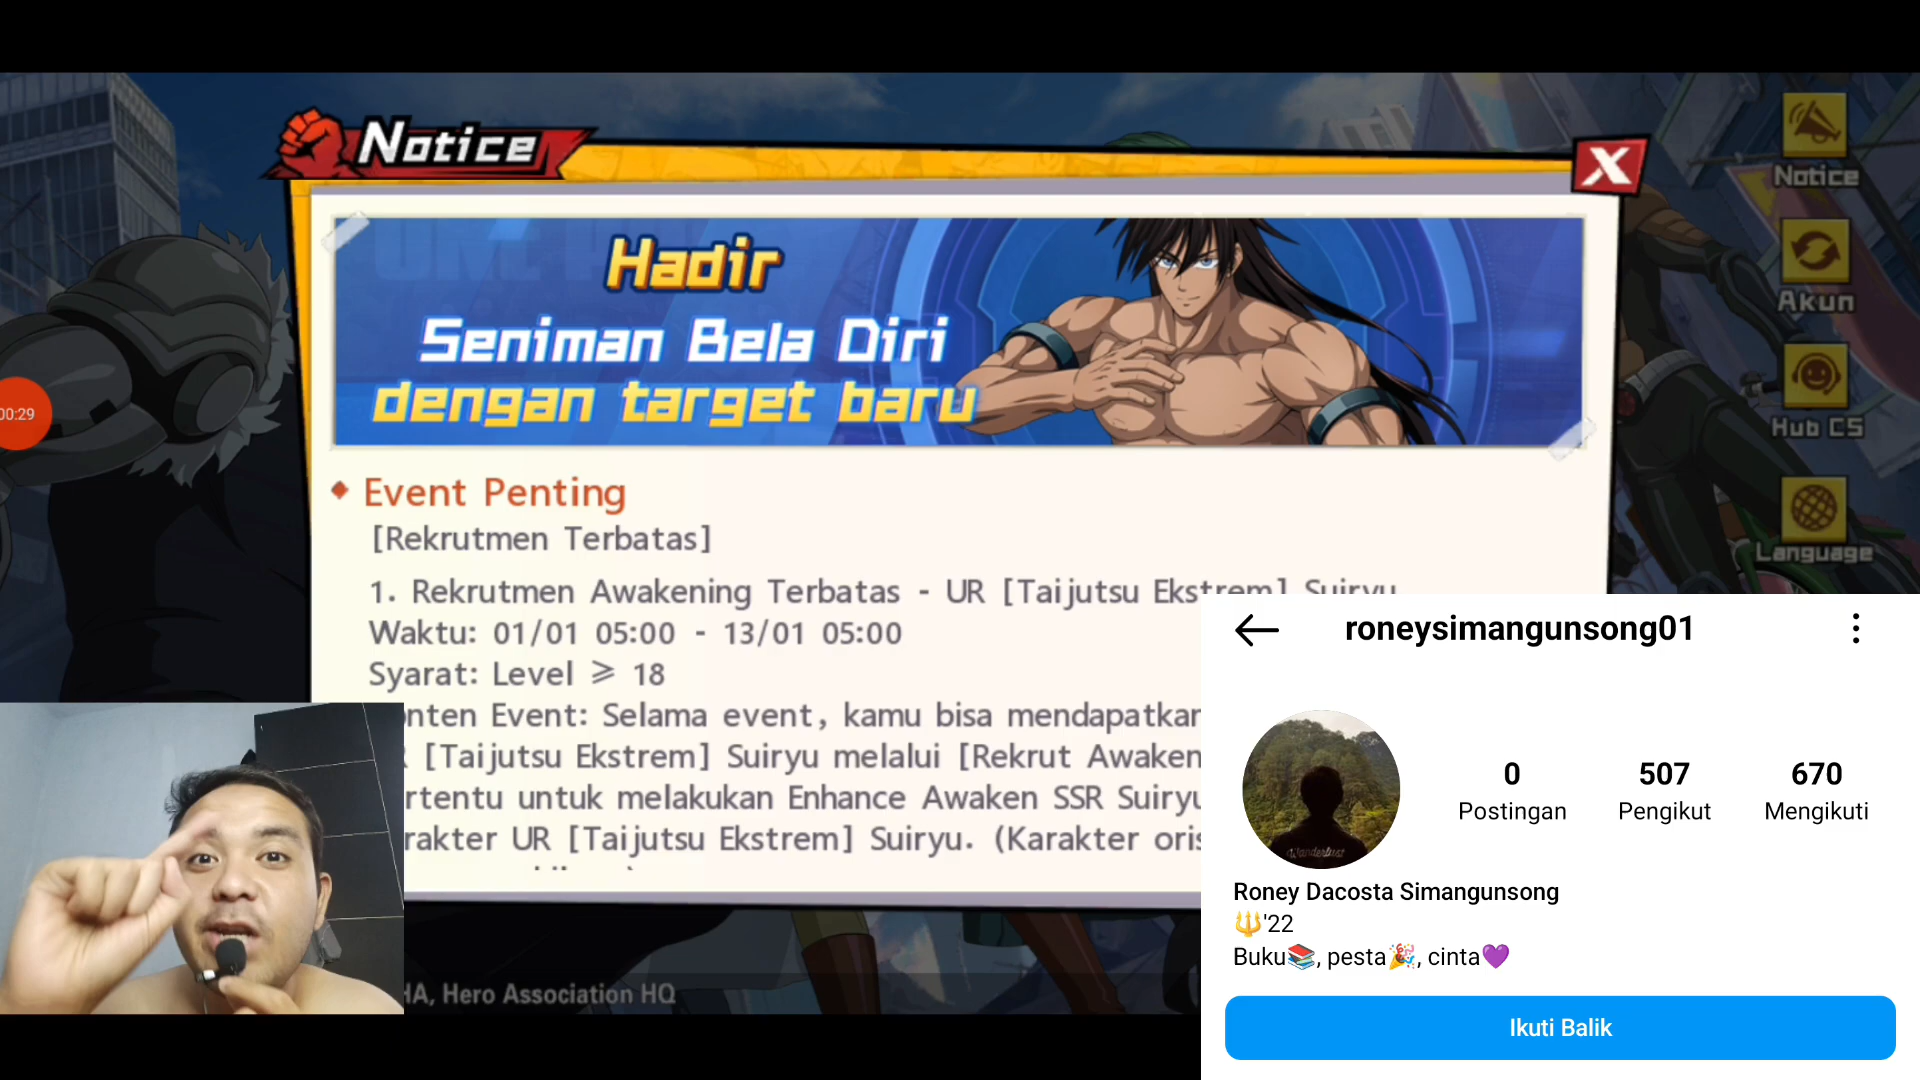 Notice
X
Notice
Akun
Hub CS
Language
00:29
Hadir
Seniman Bela Diri
dengan target baru
Event Penting
[Rekrutmen Terbatas]
1. Rekrutmen Awakening Terbatas - UR [Taijutsu Ekstrem] Suiryu
Waktu: 01/01 05:00 - 13/01 05:00
Syarat: Level ≥ 18
nten Event: Selama event, kamu bisa mendapatkan
[Taijutsu Ekstrem] Suiryu melalui [Rekrut Awaken
rtentu untuk melakukan Enhance Awaken SSR Suiryu
rakter UR [Taijutsu Ekstrem] Suiryu. (Karakter oris
HA, Hero Association HQ
roneysimangunsong01
0 507 670
Postingan Pengikut Mengikuti
Wanderlust
Roney Dacosta Simangunsong
🔱'22
Buku📚, pesta🎉, cinta💜
Ikuti Balik